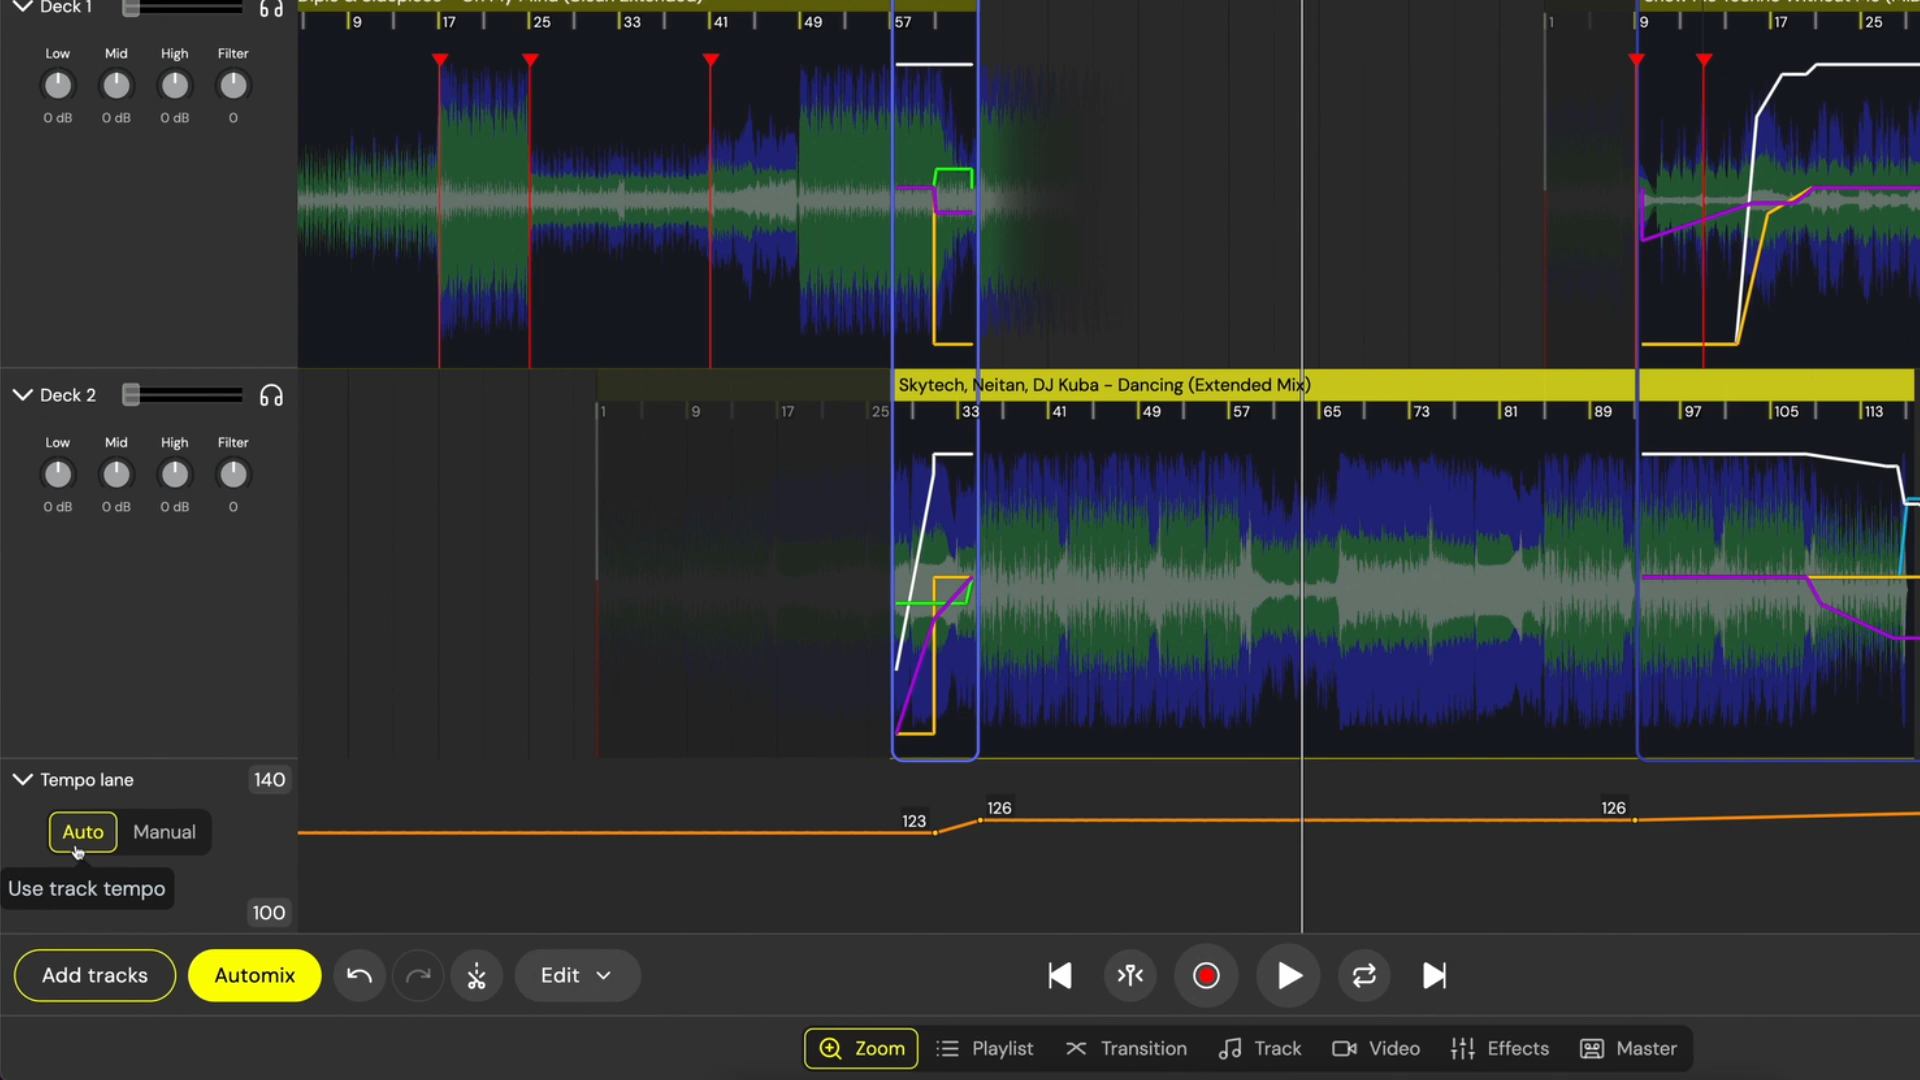 Deck 1
9 17 25 33 41 49 57 1 9 17 25
Low Mid High Filter
0 dB 0 dB 0 dB 0
Deck 2
Skytech, Neitan, DJ Kuba - Dancing (Extended Mix)
1 9 17 25 33 41 49 57 65 73 81 89 97 105 113
Low Mid High Filter
0 dB 0 dB 0 dB 0
Tempo lane 140
126 126
123
Auto Manual
Use track tempo
100
Add tracks Automix Edit
Zoom Playlist Transition Track Video Effects Master